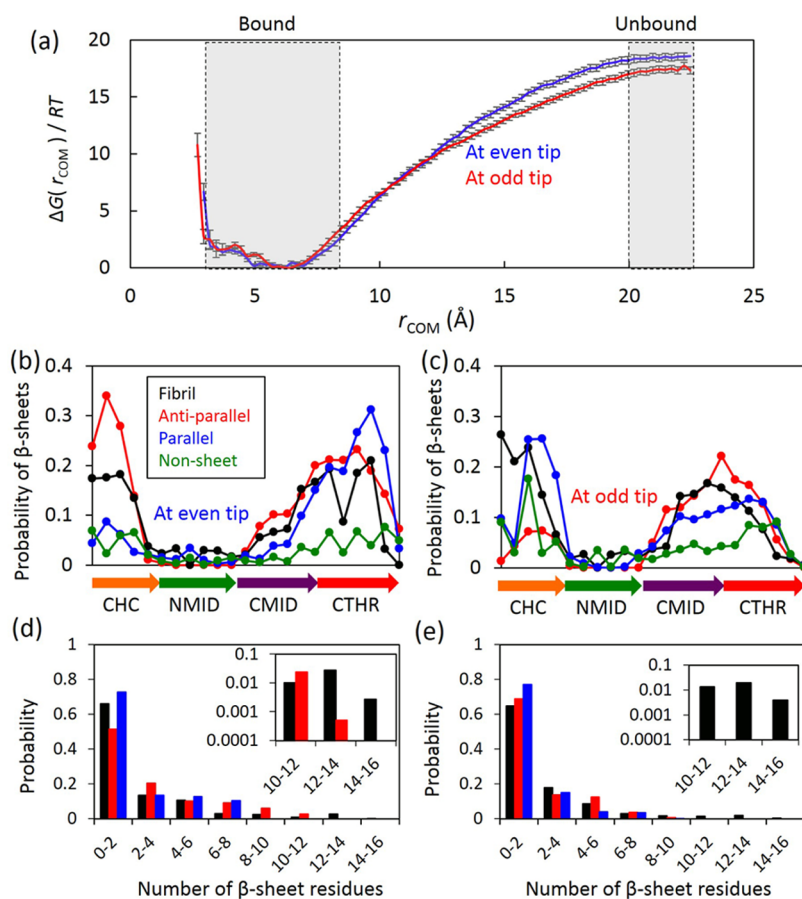 Bound Unbound
(a)
20
15
10
5
0
ΔG( r_COM ) / RT
At even tip
At odd tip
0 5 10 15 20 25
r_COM (Å)
(b) (c)
0.4
0.3
0.2
0.1
0
Probability of β-sheets
Fibril
Anti-parallel
Parallel
Non-sheet
At even tip
CHC NMID CMID CTHR
0.4
0.3
0.2
0.1
0
Probability of β-sheets
At odd tip
CHC NMID CMID CTHR
(d) (e)
1
0.8
0.6
0.4
0.2
0
Probability
0.1
0.01
0.001
0.0001
10-12 12-14 14-16
0-2 2-4 4-6 6-8 8-10 10-12 12-14 14-16
Number of β-sheet residues
1
0.8
0.6
0.4
0.2
0
Probability
0.1
0.01
0.001
0.0001
10-12 12-14 14-16
0-2 2-4 4-6 6-8 8-10 10-12 12-14 14-16
Number of β-sheet residues